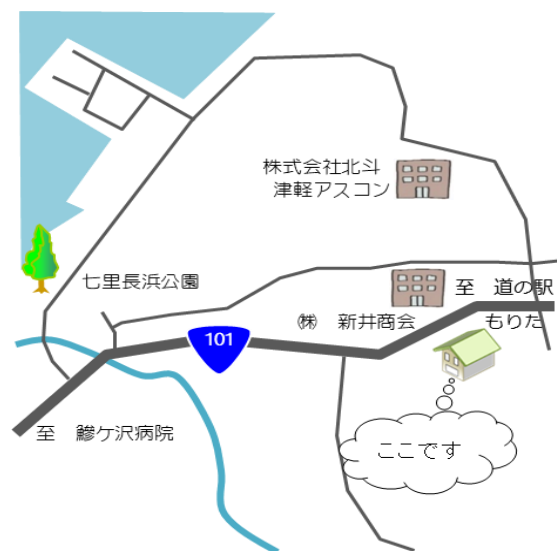 株式会社北斗
津軽アスコン
七里長浜公園
至 道の駅
もりた
㈱ 新井商会
101
至 鰺ケ沢病院
ここです